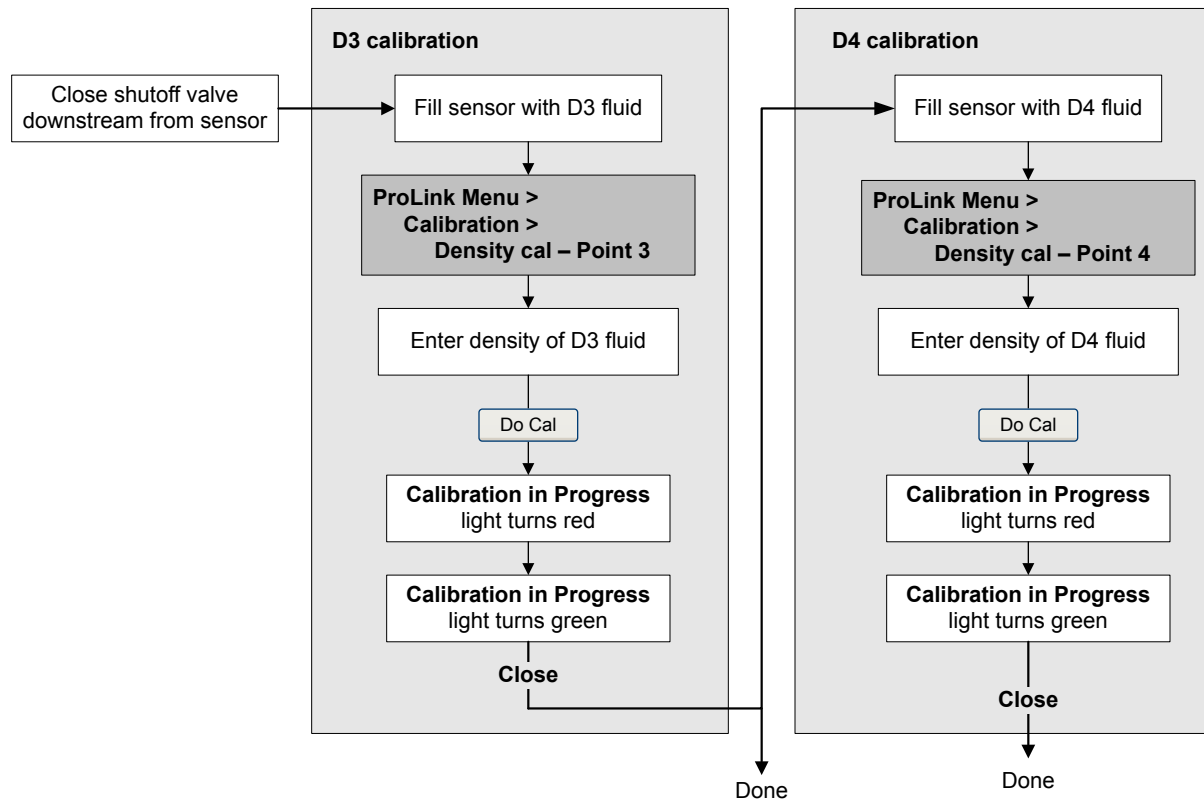 Close shutoff valve
downstream from sensor
D3 calibration
Fill sensor with D3 fluid
ProLink Menu >
Calibration >
Density cal – Point 3
Enter density of D3 fluid
Do Cal
Calibration in Progress
light turns red
Calibration in Progress
light turns green
Close
Done
D4 calibration
Fill sensor with D4 fluid
ProLink Menu >
Calibration >
Density cal – Point 4
Enter density of D4 fluid
Do Cal
Calibration in Progress
light turns red
Calibration in Progress
light turns green
Close
Done